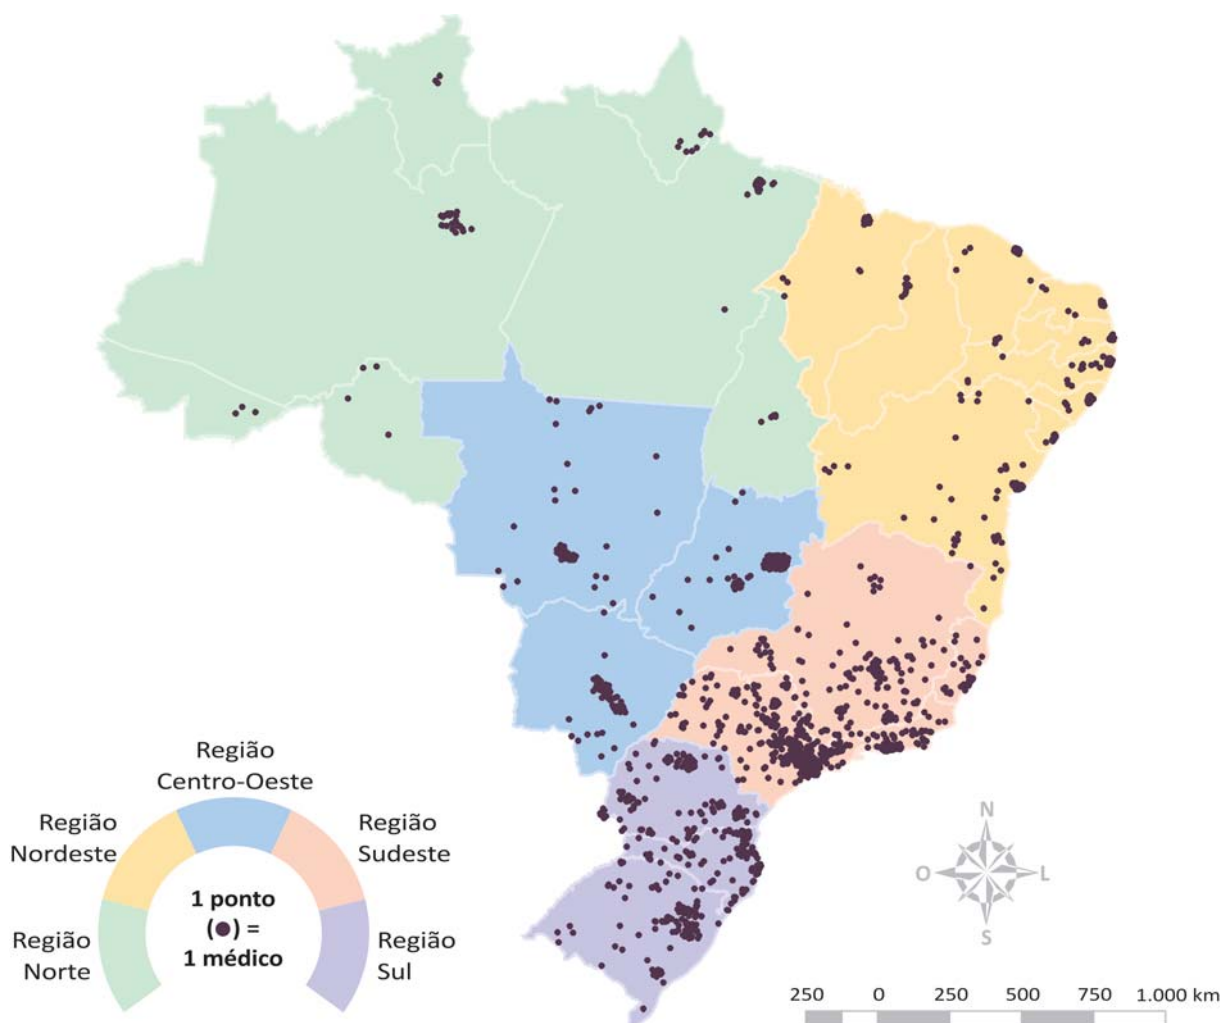 Região
Centro-Oeste
Região
Nordeste
Região
Sudeste
1 ponto
(●) =
1 médico
Região
Norte
Região
Sul
N
O
L
S
250
0
250
500
750
1.000 km